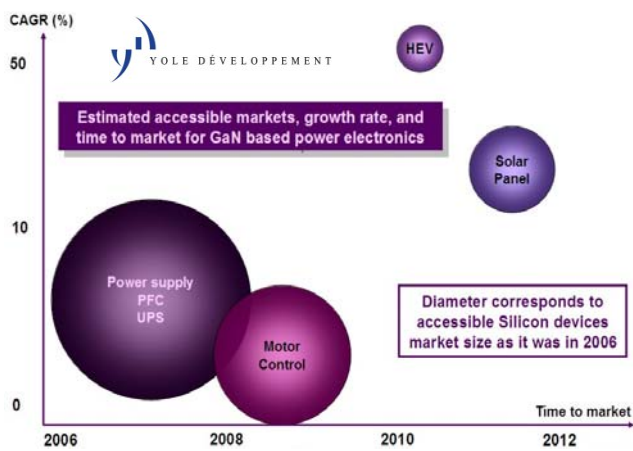 CAGR (%)
50
YOLE DÉVELOPPEMENT
HEV
Estimated accessible markets, growth rate, and
time to market for GaN based power electronics
Solar
Panel
10
Power supply
PFC
UPS
Diameter corresponds to
accessible Silicon devices
market size as it was in 2006
Motor
Control
0
Time to market
2006
2008
2010
2012